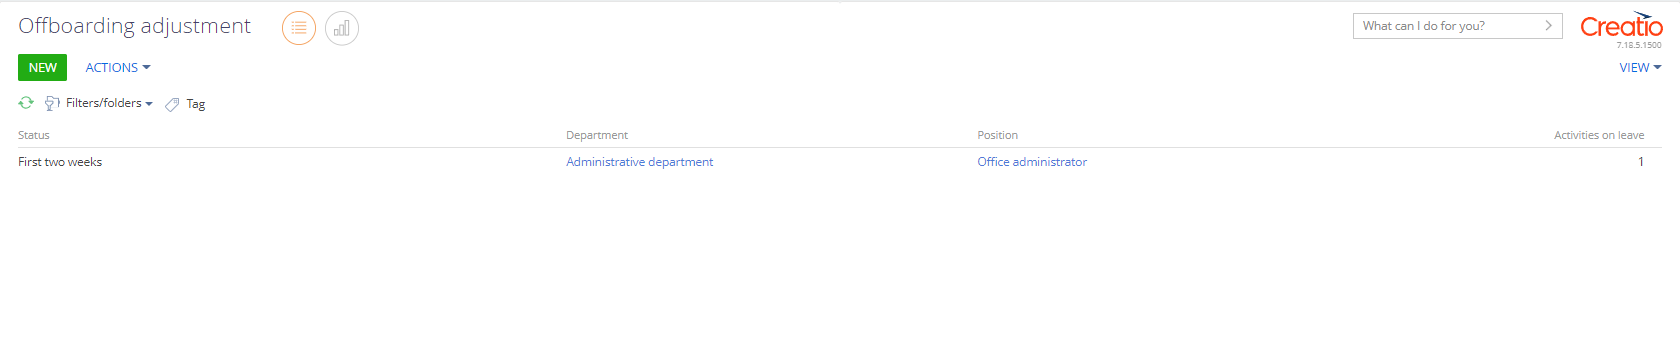 Offboarding adjustment
What can I do for you?
Creatio
7.18.5.1500
NEW ACTIONS VIEW
Filters/folders Tag
Status Department Position Activities on leave
First two weeks Administrative department Office administrator 1